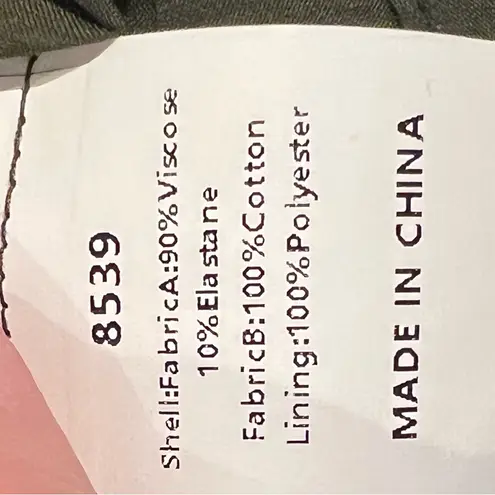 8539
Shell:FabricA:90%Viscose
10%Elastane
FabricB:100%Cotton
Lining:100%Polyester
MADE IN CHINA